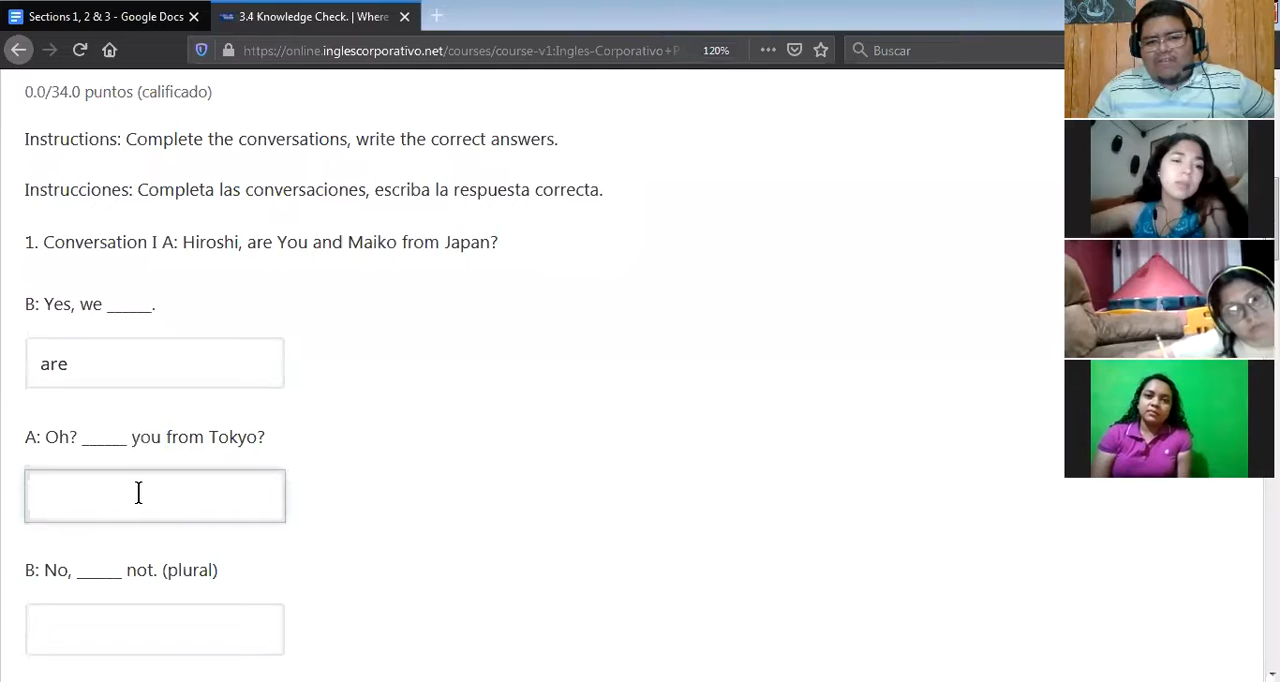 Sections 1, 2 & 3 - Google Docs
3.4 Knowledge Check. | Where
https://online.inglescorporativo.net/courses/course-v1:Ingles-Corporativo+P
120%
Buscar
0.0/34.0 puntos (calificado)
Instructions: Complete the conversations, write the correct answers.
Instrucciones: Completa las conversaciones, escriba la respuesta correcta.
1. Conversation I A: Hiroshi, are You and Maiko from Japan?
B: Yes, we ______.
are
A: Oh? ______ you from Tokyo?
B: No, ______ not. (plural)